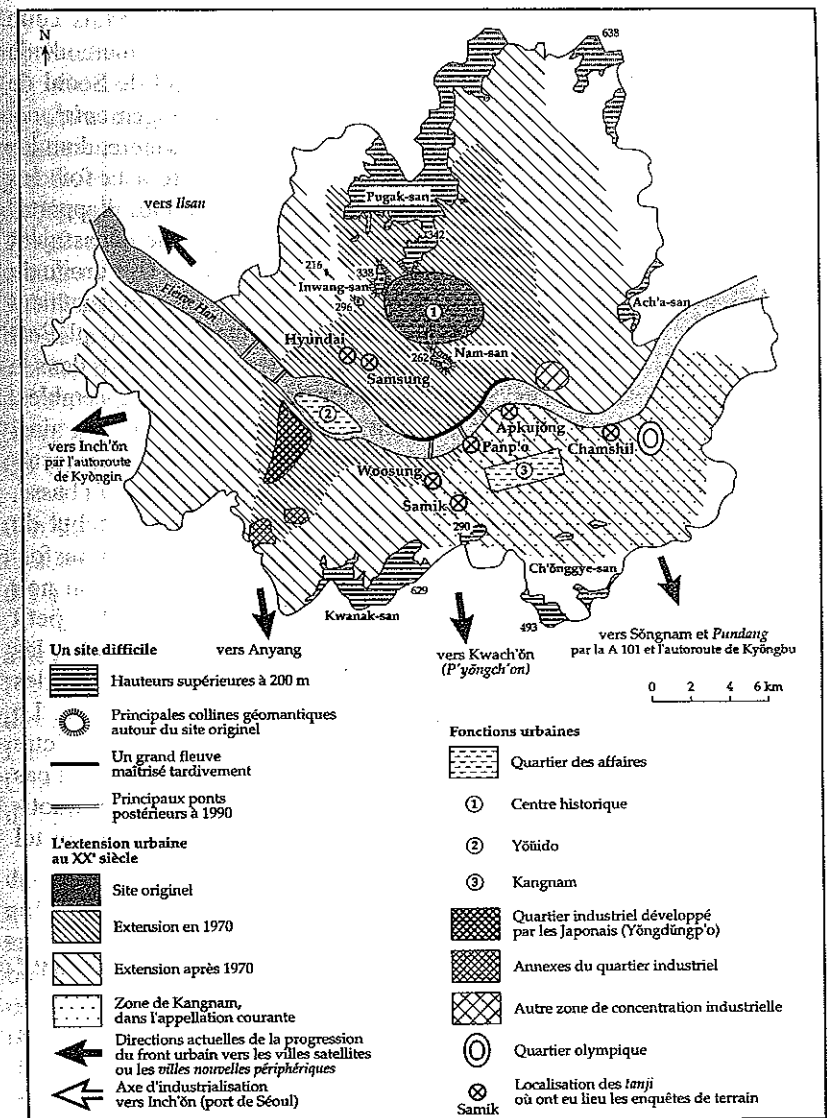 N
638
vers Ilsan
Pugak-san
342
Fleuve Han
216
338
Inwang-san
296
1
Ach'a-san
Hyundai
262
Nam-san
Samsung
2
Apkujŏng
vers Inch'ŏn
par l'autoroute
de Kyŏngin
Panp'o
Chamshil
Woosung
3
Samik
290
Ch'ŏnggye-san
Kwanak-san
629
493
vers Anyang
vers Kwach'ŏn
(P'yŏngch'on)
vers Sŏngnam et Pundang
par la A 101 et l'autoroute de Kyŏngbu
0 2 4 6 km
Un site difficile
Hauteurs supérieures à 200 m
Principales collines géomantiques
autour du site originel
Un grand fleuve
maîtrisé tardivement
Principaux ponts
postérieurs à 1990
L'extension urbaine
au XXe siècle
Site originel
Extension en 1970
Extension après 1970
Zone de Kangnam,
dans l'appellation courante
Directions actuelles de la progression
du front urbain vers les villes satellites
ou les villes nouvelles périphériques
Axe d'industrialisation
vers Inch'ŏn (port de Séoul)
Fonctions urbaines
Quartier des affaires
1 Centre historique
2 Yŏŭido
3 Kangnam
Quartier industriel développé
par les Japonais (Yŏngdŭngp'o)
Annexes du quartier industriel
Autre zone de concentration industrielle
Quartier olympique
Localisation des tanji
où ont eu lieu les enquêtes de terrain
Samik